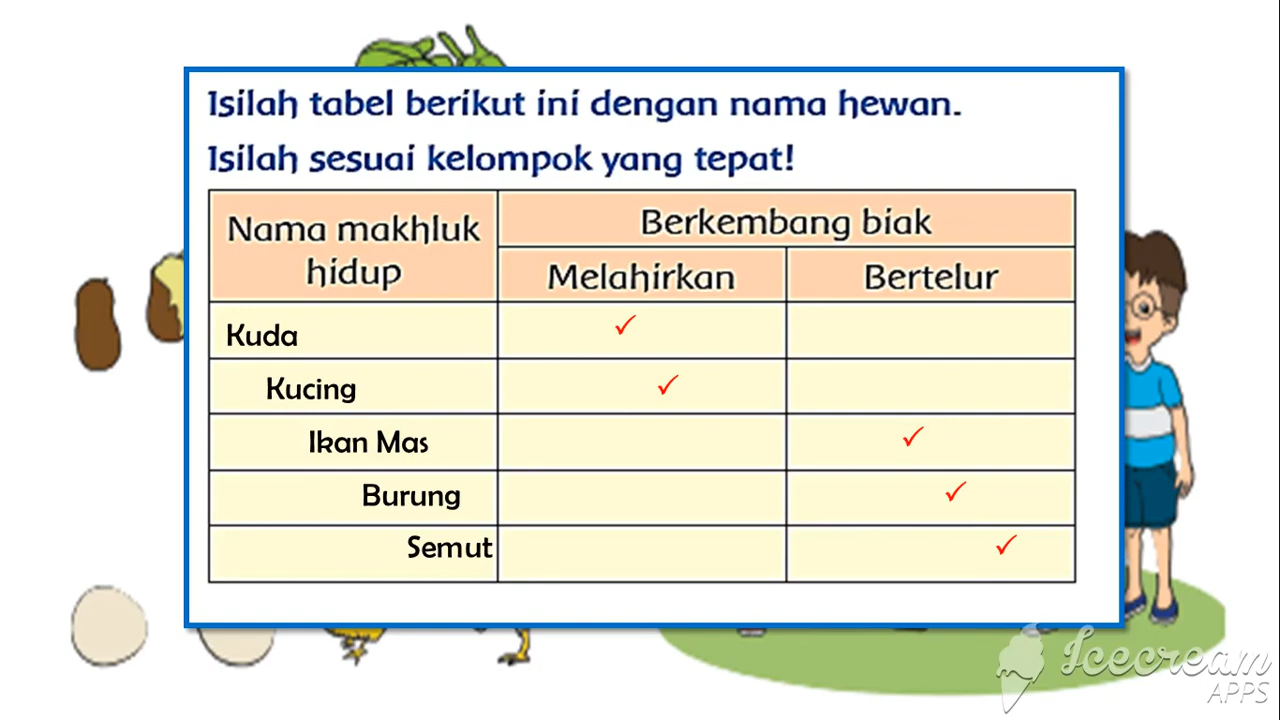 Isilah tabel berikut ini dengan nama hewan.
Isilah sesuai kelompok yang tepat!
Nama makhluk hidup
Berkembang biak
Melahirkan
Bertelur
Kuda ✓
Kucing ✓
Ikan Mas ✓
Burung ✓
Semut ✓
Icecream
APPS